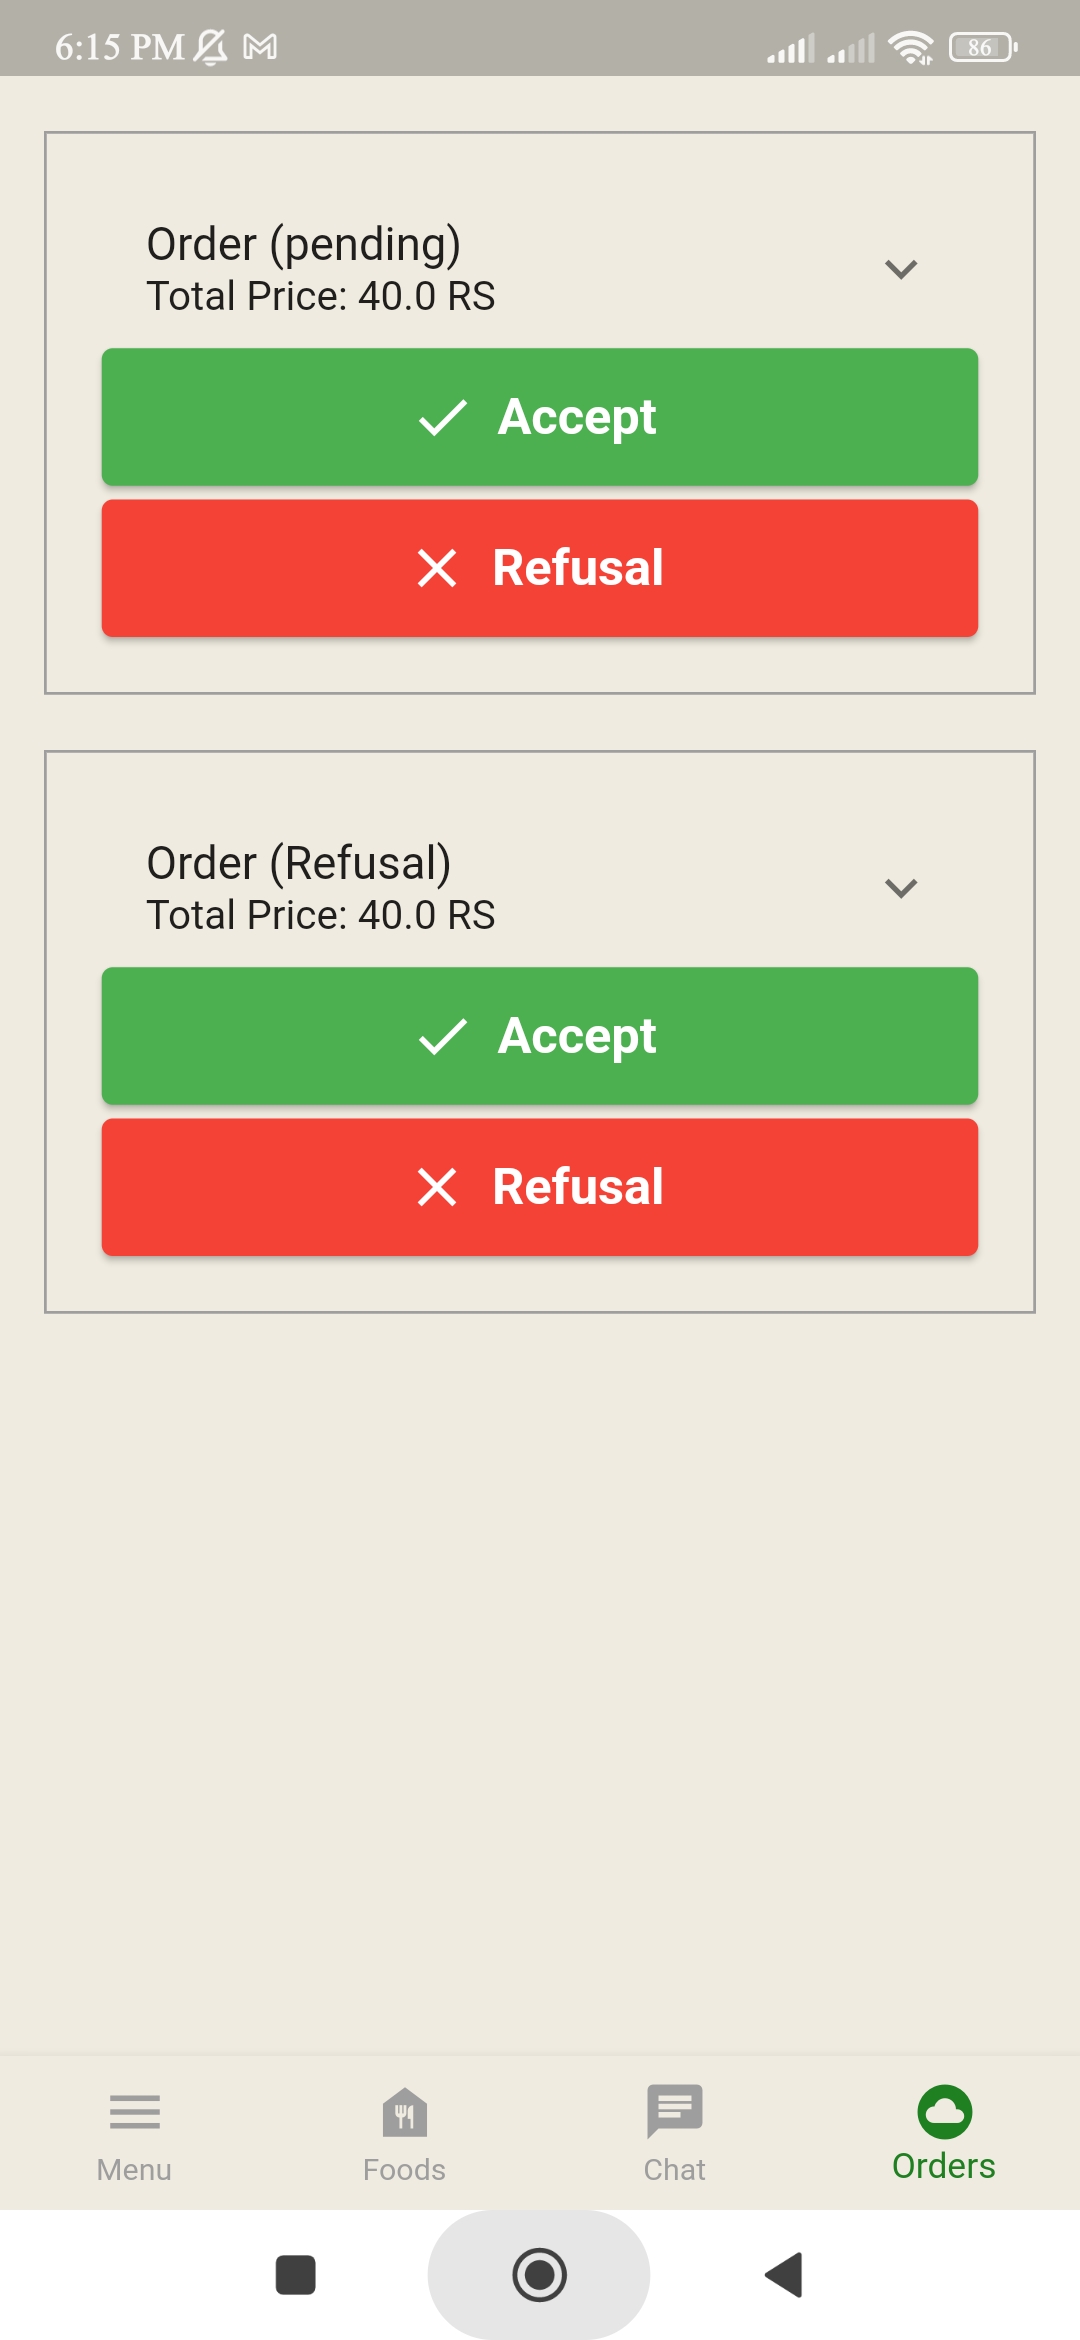 6:15 PM
86
Order (pending)
Total Price: 40.0 RS
Accept
Refusal
Order (Refusal)
Total Price: 40.0 RS
Accept
Refusal
Menu
Foods
Chat
Orders